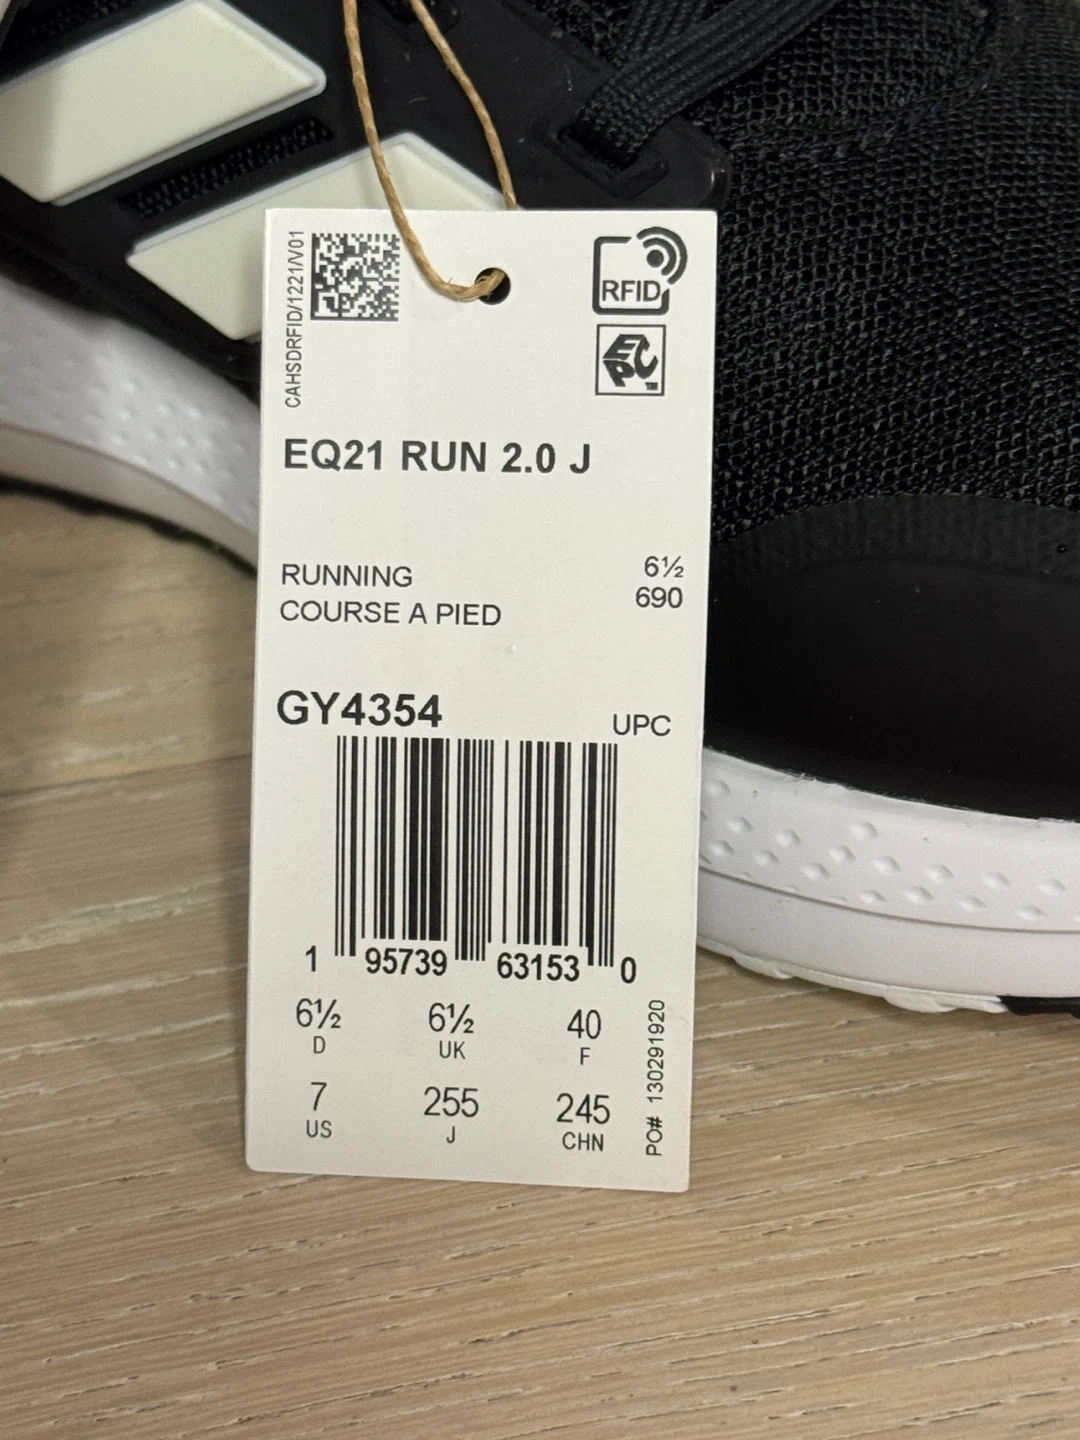 CAHSDRFID/1221/V01
RFID
EPC™
EQ21 RUN 2.0 J
RUNNING
6½
COURSE A PIED
690
GY4354
UPC
1 95739 63153 0
6½ 6½ 40
D UK F
7 255 245
US J CHN
PO# 130291920